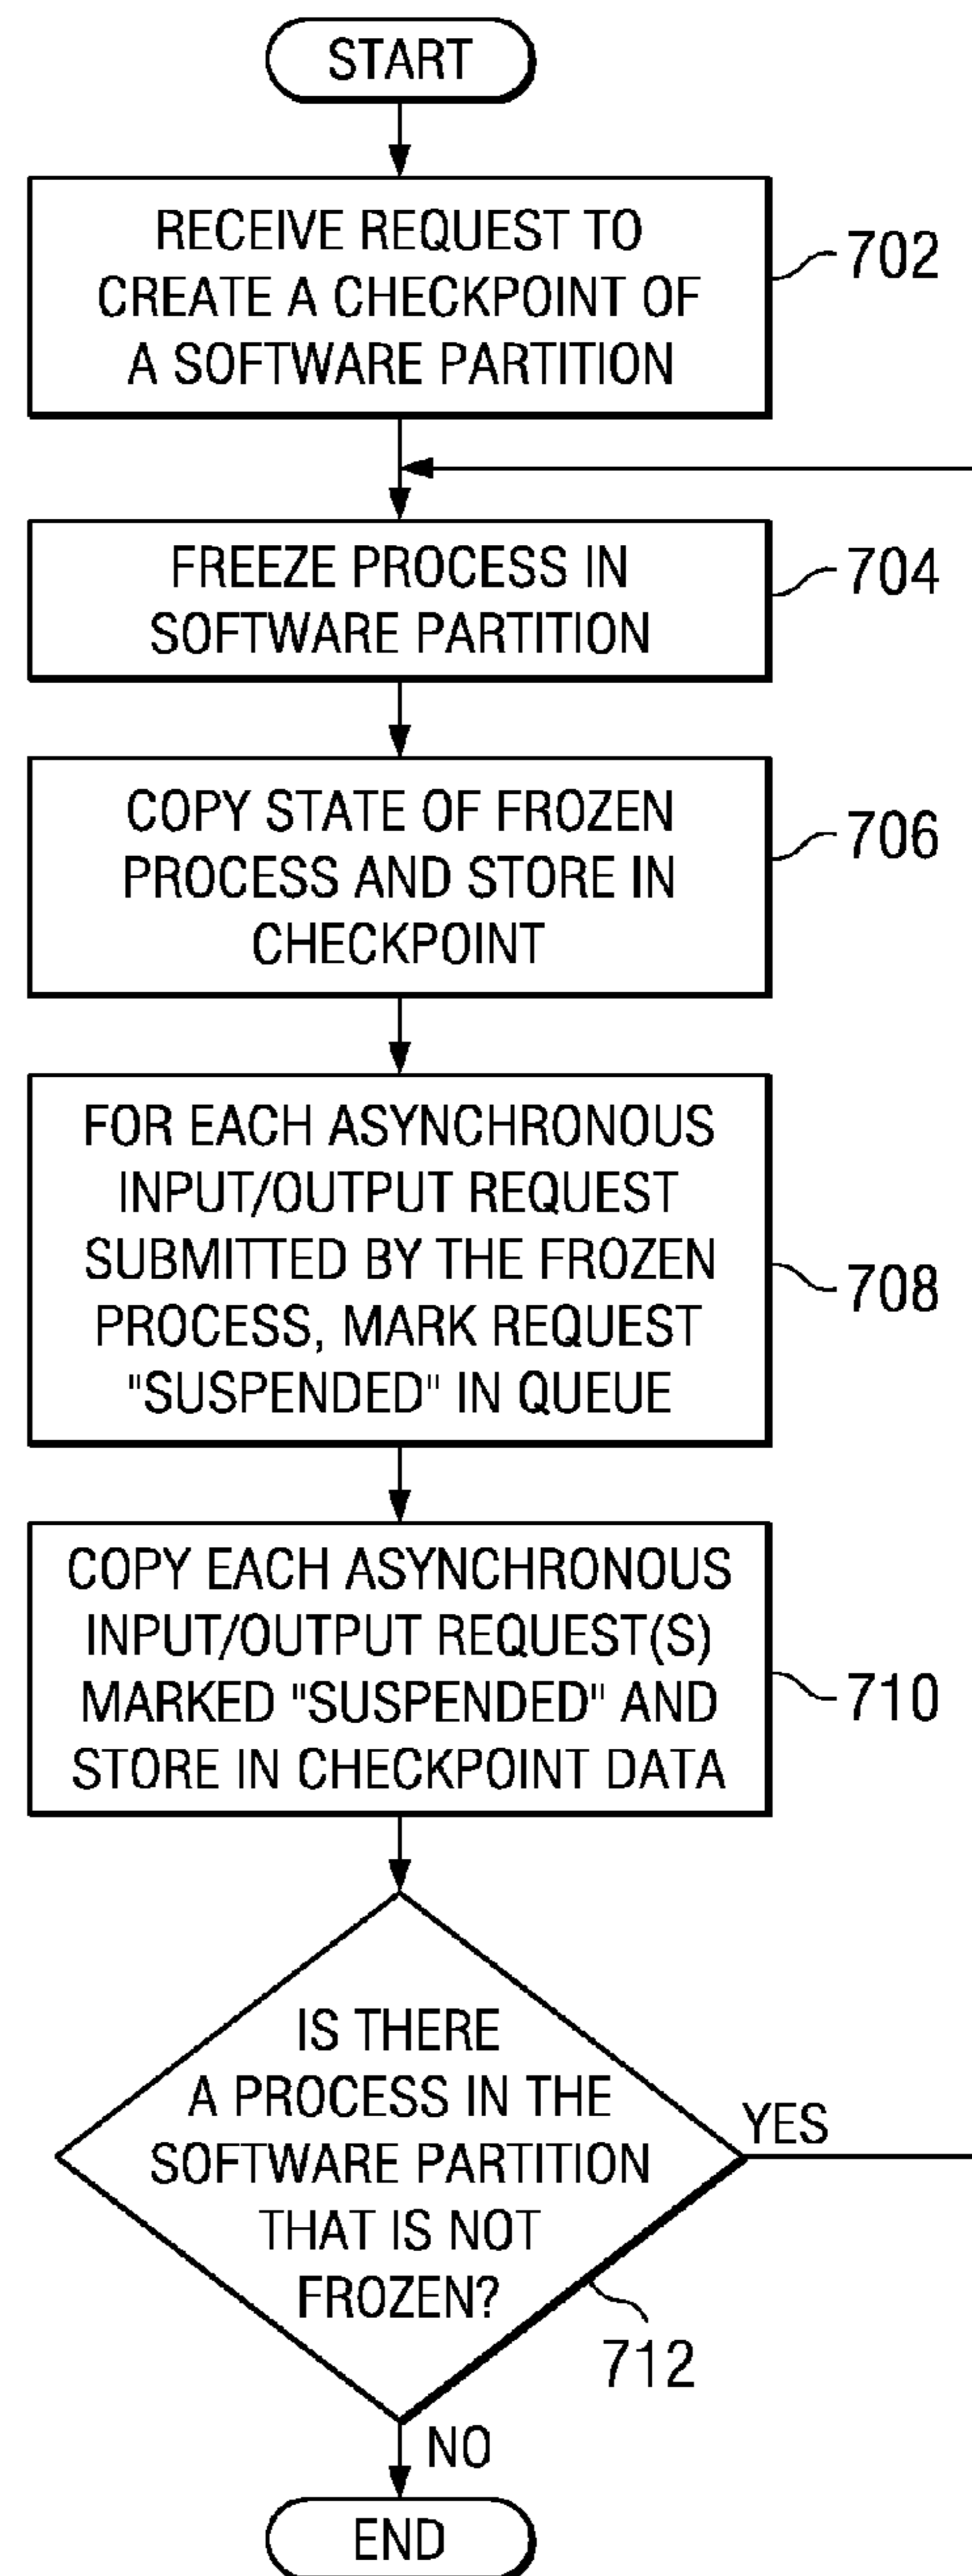 START
RECEIVE REQUEST TO
CREATE A CHECKPOINT OF
A SOFTWARE PARTITION
702
FREEZE PROCESS IN
SOFTWARE PARTITION
704
COPY STATE OF FROZEN
PROCESS AND STORE IN
CHECKPOINT
706
FOR EACH ASYNCHRONOUS
INPUT/OUTPUT REQUEST
SUBMITTED BY THE FROZEN
PROCESS, MARK REQUEST
"SUSPENDED" IN QUEUE
708
COPY EACH ASYNCHRONOUS
INPUT/OUTPUT REQUEST(S)
MARKED "SUSPENDED" AND
STORE IN CHECKPOINT DATA
710
IS THERE
A PROCESS IN THE
SOFTWARE PARTITION
THAT IS NOT
FROZEN?
YES
712
NO
END